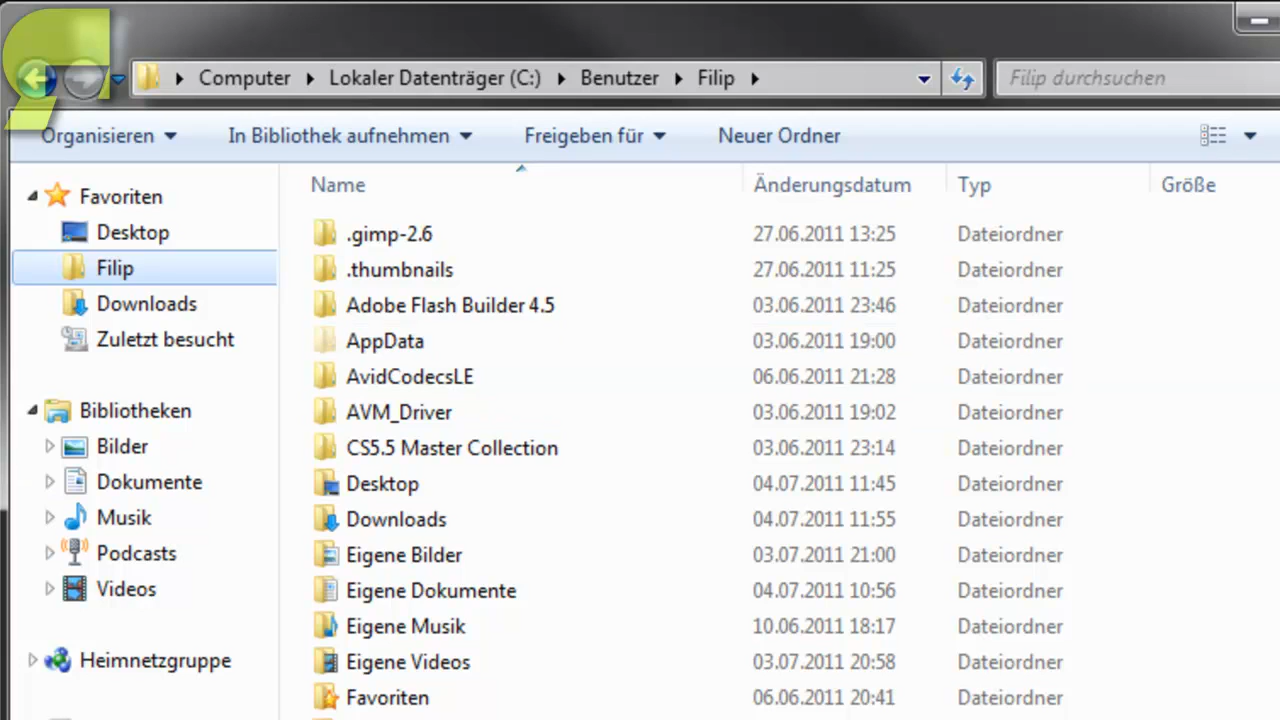 Computer Lokaler Datenträger (C:) Benutzer Filip Filip durchsuchen
Organisieren In Bibliothek aufnehmen Freigeben für Neuer Ordner
Name Änderungsdatum Typ Größe
Favoriten
Desktop
Filip
Downloads
Zuletzt besucht
Bibliotheken
Bilder
Dokumente
Musik
Podcasts
Videos
Heimnetzgruppe
.gimp-2.6 27.06.2011 13:25 Dateiordner
.thumbnails 27.06.2011 11:25 Dateiordner
Adobe Flash Builder 4.5 03.06.2011 23:46 Dateiordner
AppData 03.06.2011 19:00 Dateiordner
AvidCodecsLE 06.06.2011 21:28 Dateiordner
AVM_Driver 03.06.2011 19:02 Dateiordner
CS5.5 Master Collection 03.06.2011 23:14 Dateiordner
Desktop 04.07.2011 11:45 Dateiordner
Downloads 04.07.2011 11:55 Dateiordner
Eigene Bilder 03.07.2011 21:00 Dateiordner
Eigene Dokumente 04.07.2011 10:56 Dateiordner
Eigene Musik 10.06.2011 18:17 Dateiordner
Eigene Videos 03.07.2011 20:58 Dateiordner
Favoriten 06.06.2011 20:41 Dateiordner